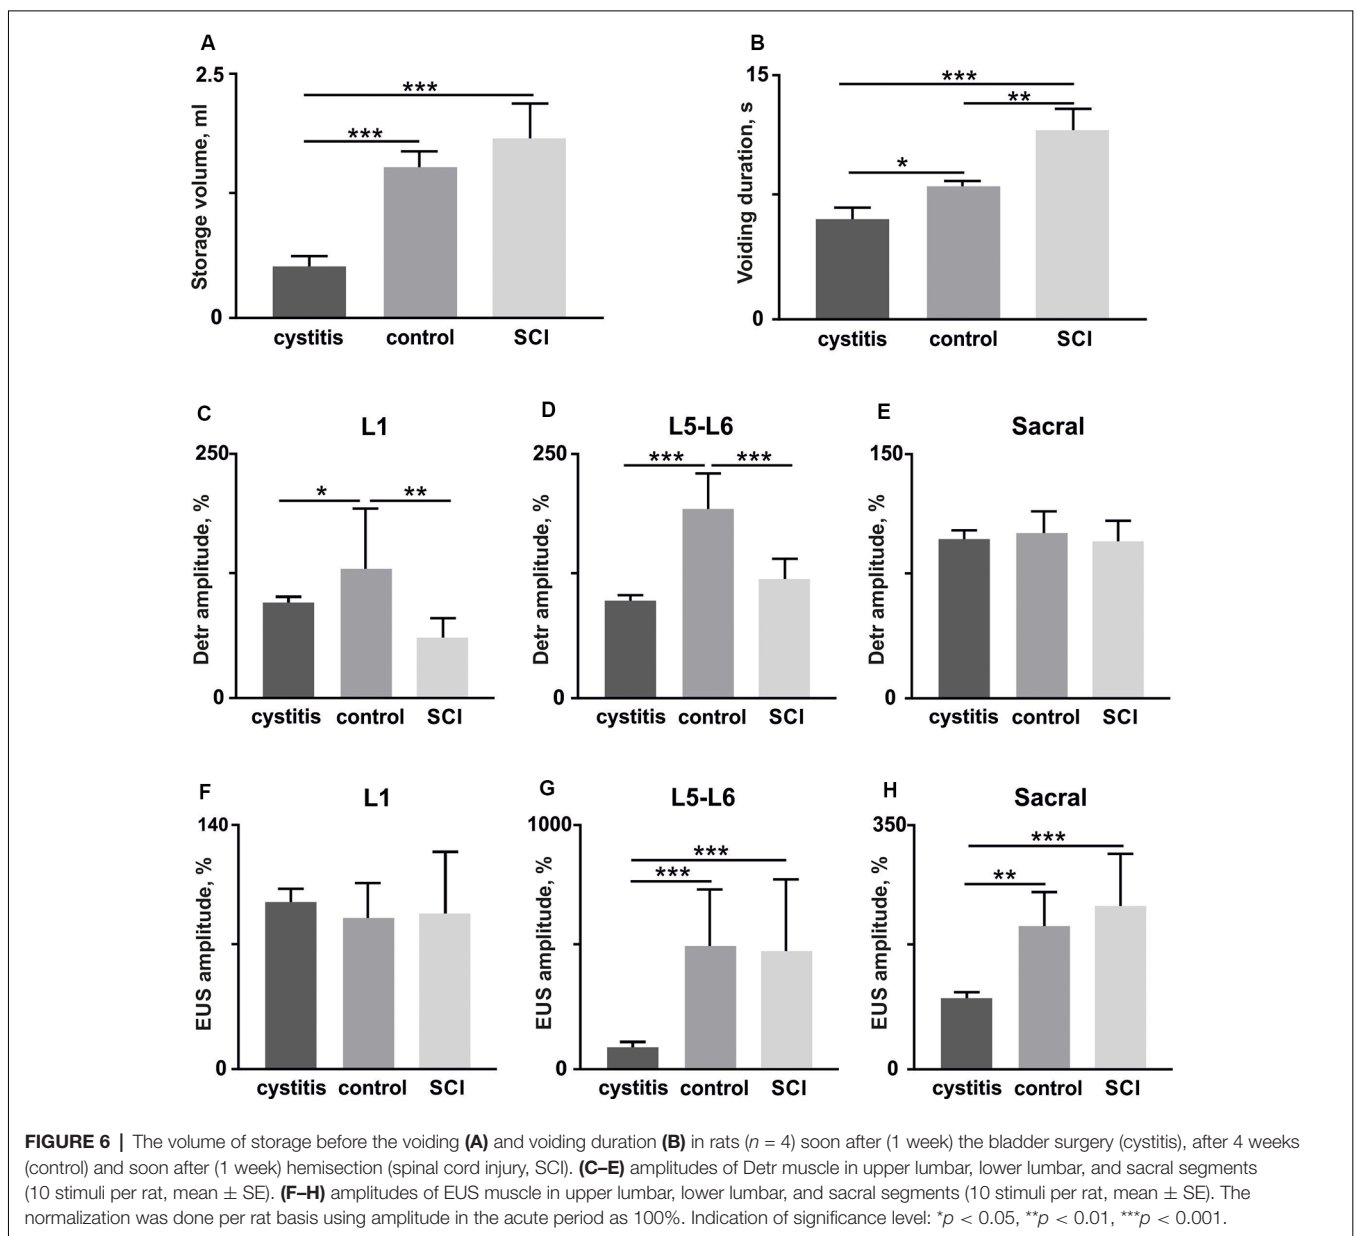 A
2.5
Storage volume, ml
0
***
***
cystitis control SCI
B
15
Voiding duration, s
0
***
**
*
cystitis control SCI
C
L1
250
Detr amplitude, %
0
* **
cystitis control SCI
D
L5-L6
250
Detr amplitude, %
0
*** ***
cystitis control SCI
E
Sacral
150
Detr amplitude, %
0
cystitis control SCI
F
L1
140
EUS amplitude, %
0
cystitis control SCI
G
L5-L6
1000
EUS amplitude, %
0
***
***
cystitis control SCI
H
Sacral
350
EUS amplitude, %
0
***
**
cystitis control SCI
FIGURE 6 | The volume of storage before the voiding (A) and voiding duration (B) in rats (n = 4) soon after (1 week) the bladder surgery (cystitis), after 4 weeks
(control) and soon after (1 week) hemisection (spinal cord injury, SCI). (C–E) amplitudes of Detr muscle in upper lumbar, lower lumbar, and sacral segments
(10 stimuli per rat, mean ± SE). (F–H) amplitudes of EUS muscle in upper lumbar, lower lumbar, and sacral segments (10 stimuli per rat, mean ± SE). The
normalization was done per rat basis using amplitude in the acute period as 100%. Indication of significance level: *p < 0.05, **p < 0.01, ***p < 0.001.